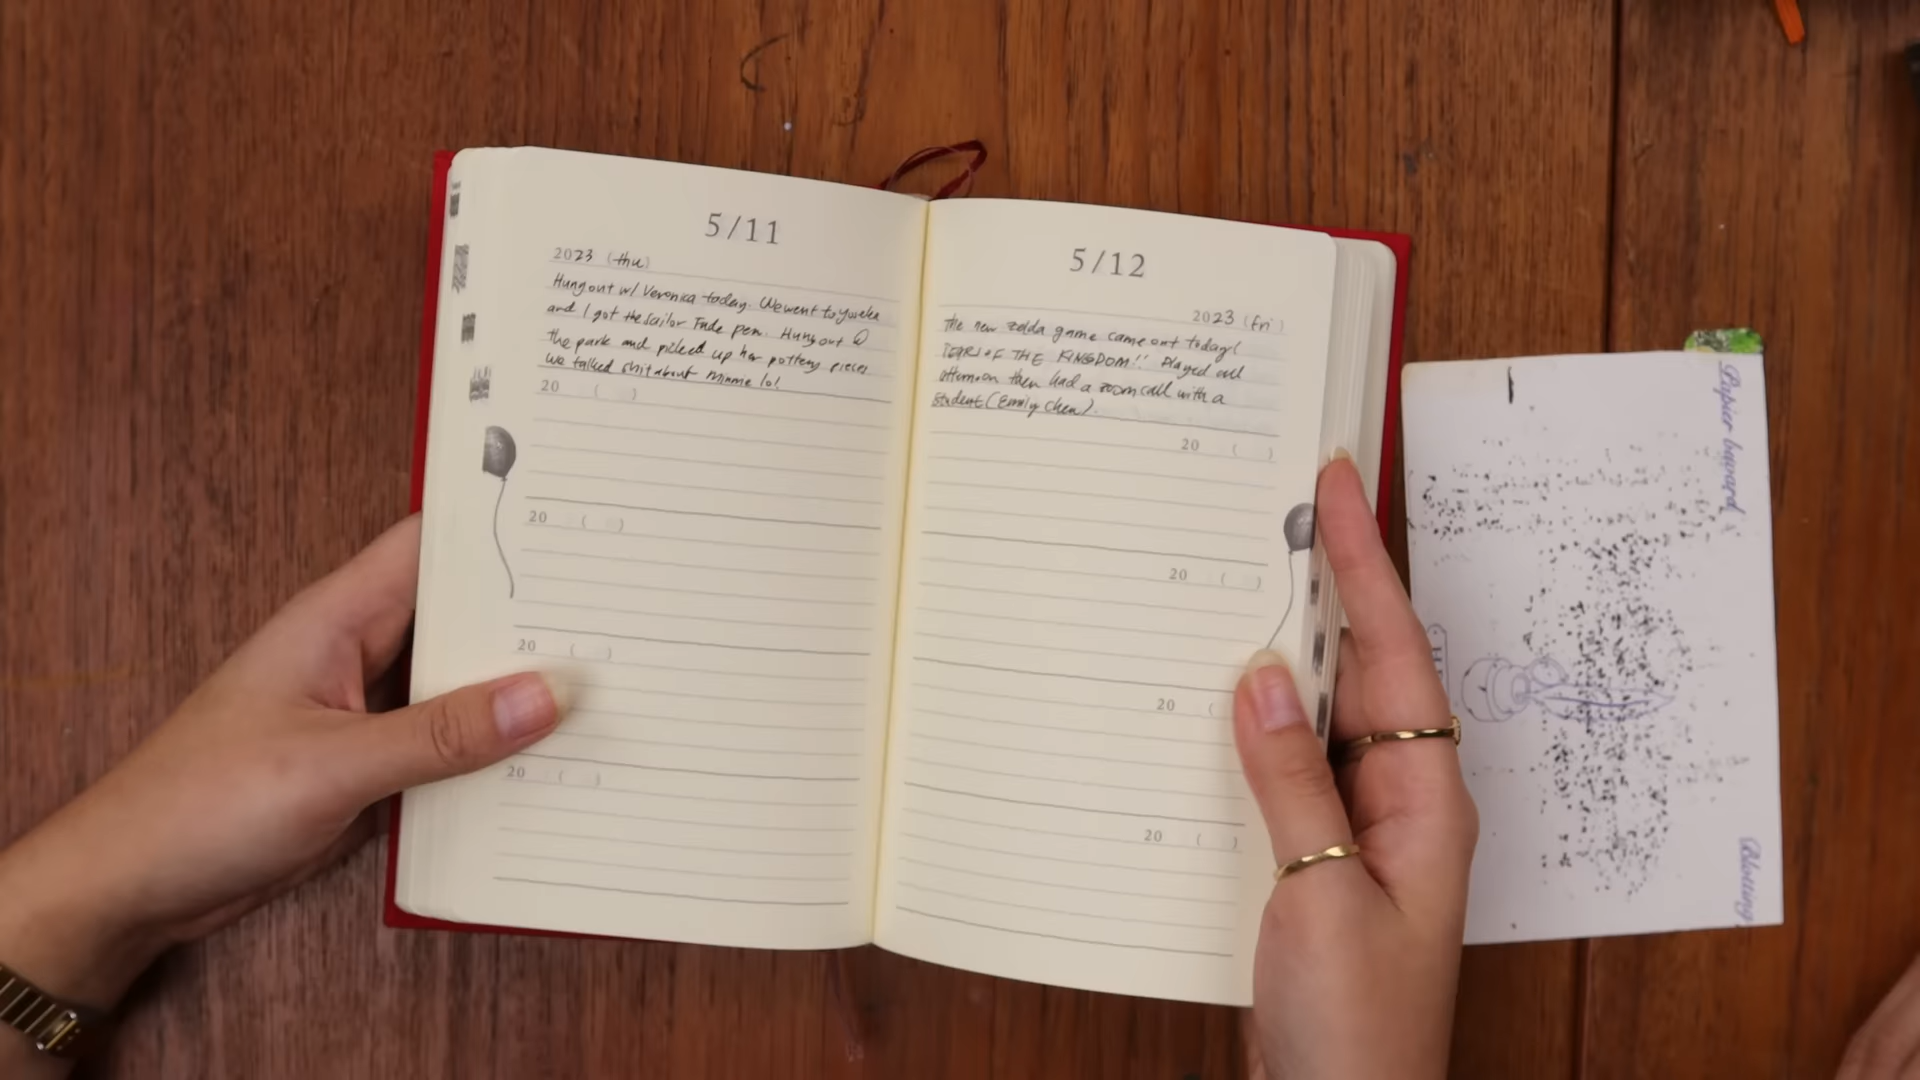 5/11
2023 (thu)
Hung out w/ Veronica today. We went to
and I got the Sailor Fude pen. Hung out @
the park and picked up her pottery pieces
we talked shit about Minnie lol
20 ( )
20 ( )
20 ( )
20 ( )
5/12
2023 (Fri)
The new zelda game came out today!
TEARS OF THE KINGDOM!! Played all
afternoon then had a zoom call with a
student (Emily Chen).
20 ( )
20 ( )
20 (
20 ( )
Papier buvard
Blotting